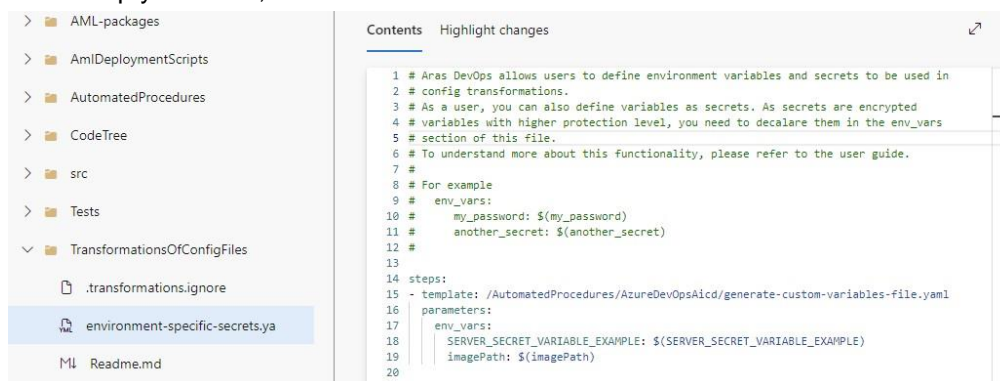 AML-packages
AmlDeploymentScripts
AutomatedProcedures
CodeTree
src
Tests
TransformationsOfConfigFiles
.transformations.ignore
YML environment-specific-secrets.ya
M↓ Readme.md
Contents Highlight changes
1 # Aras DevOps allows users to define environment variables and secrets to be used in
2 # config transformations.
3 # As a user, you can also define variables as secrets. As secrets are encrypted
4 # variables with higher protection level, you need to decalare them in the env_vars
5 # section of this file.
6 # To understand more about this functionality, please refer to the user guide.
7 #
8 # For example
9 #   env_vars:
10 #     my_password: $(my_password)
11 #     another_secret: $(another_secret)
12 #
13
14 steps:
15 - template: /AutomatedProcedures/AzureDevOpsAicd/generate-custom-variables-file.yaml
16   parameters:
17     env_vars:
18       SERVER_SECRET_VARIABLE_EXAMPLE: $(SERVER_SECRET_VARIABLE_EXAMPLE)
19       imagePath: $(imagePath)
20